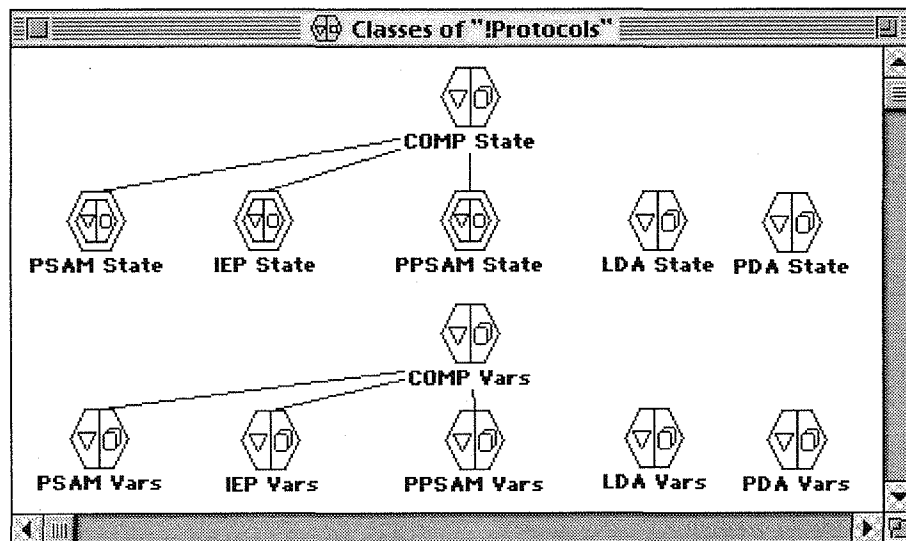 Classes of "!Protocols"
COMP State
PSAM State IEP State PPSAM State LDA State PDA State
COMP Vars
PSAM Vars IEP Vars PPSAM Vars LDA Vars PDA Vars